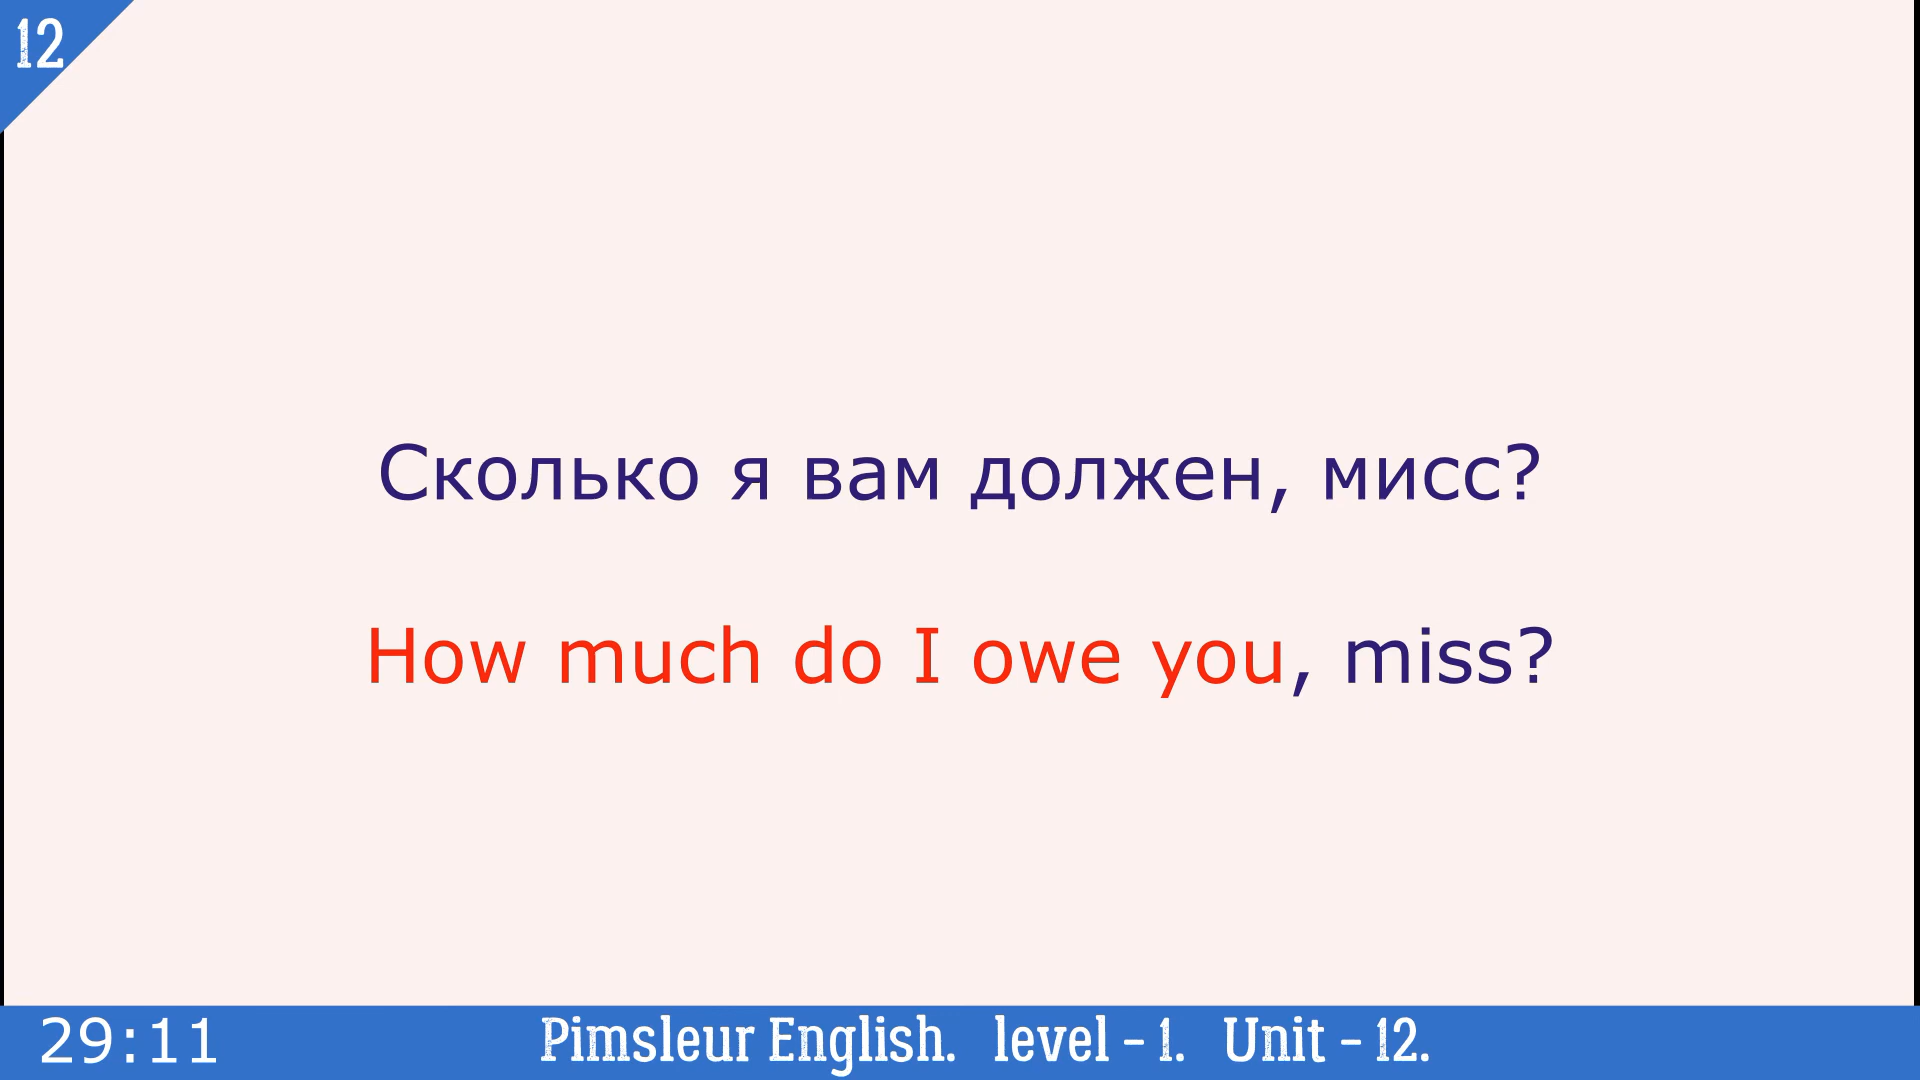 12
Сколько я вам должен, мисс?
How much do I owe you, miss?
29:11
Pimsleur English. level - 1. Unit - 12.